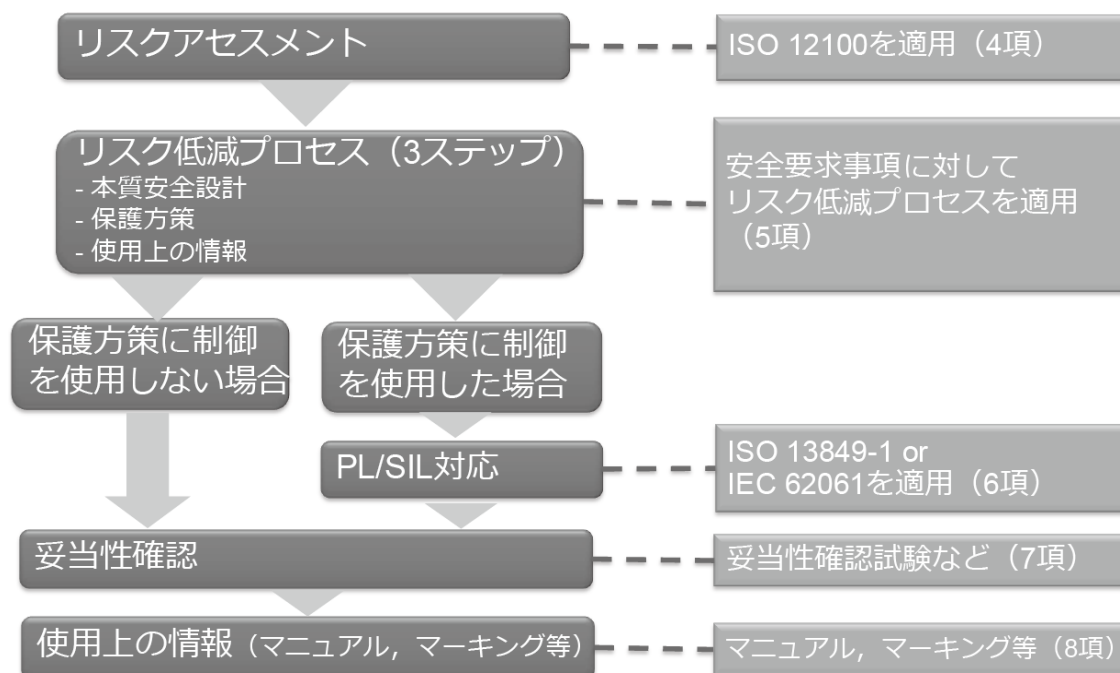 リスクアセスメント
ISO 12100を適用（4項）
リスク低減プロセス（3ステップ）
- 本質安全設計
- 保護方策
- 使用上の情報
安全要求事項に対して
リスク低減プロセスを適用
（5項）
保護方策に制御
を使用しない場合
保護方策に制御
を使用した場合
PL/SIL対応
ISO 13849-1 or
IEC 62061を適用（6項）
妥当性確認
妥当性確認試験など（7項）
使用上の情報（マニュアル，マーキング等）
マニュアル，マーキング等（8項）